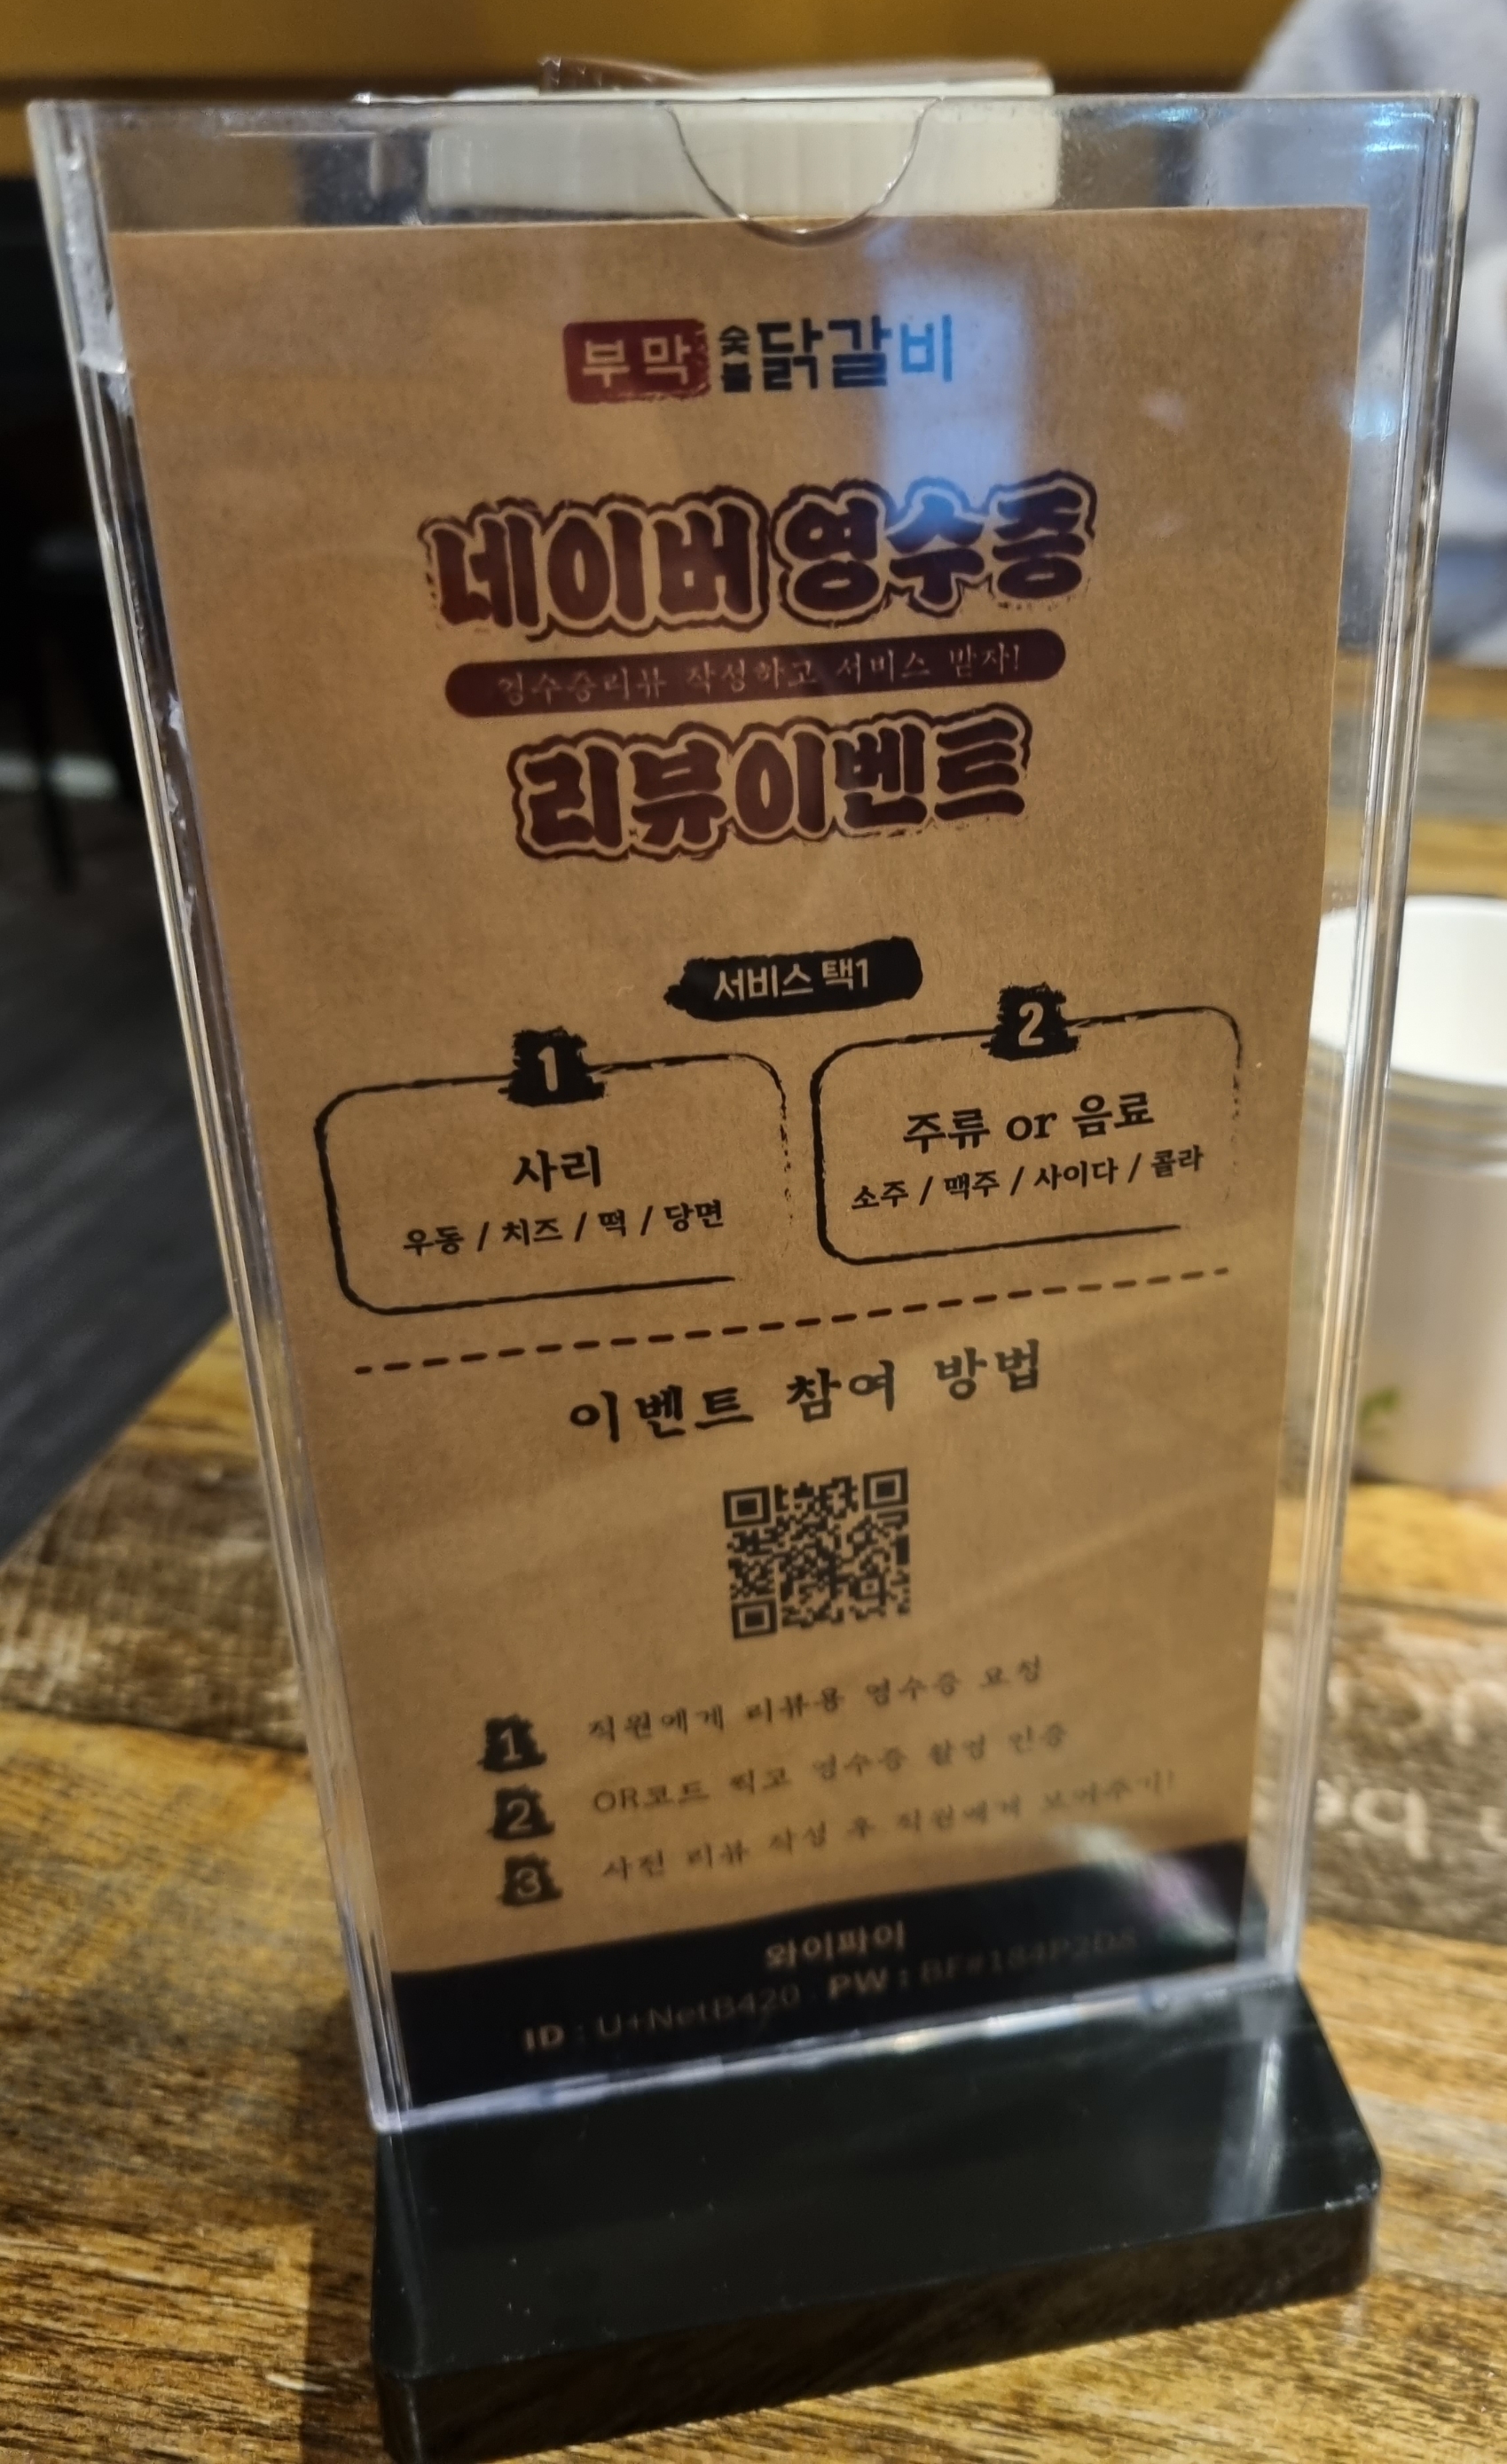 부막 숯불 닭갈비
네이버 영수증
영수증리뷰 작성하고 서비스 받자!
리뷰이벤트
서비스 택1
1
사리
우동 / 치즈 / 떡 / 당면
2
주류 or 음료
소주 / 맥주 / 사이다 / 콜라
이벤트 참여 방법
1 직원에게 리뷰용 영수증 요청
2 QR코드 찍고 영수증 촬영 인증
3 사진 리뷰 작성 후 직원에게 보여주기!
와이파이
ID : U+NetB420 PW :